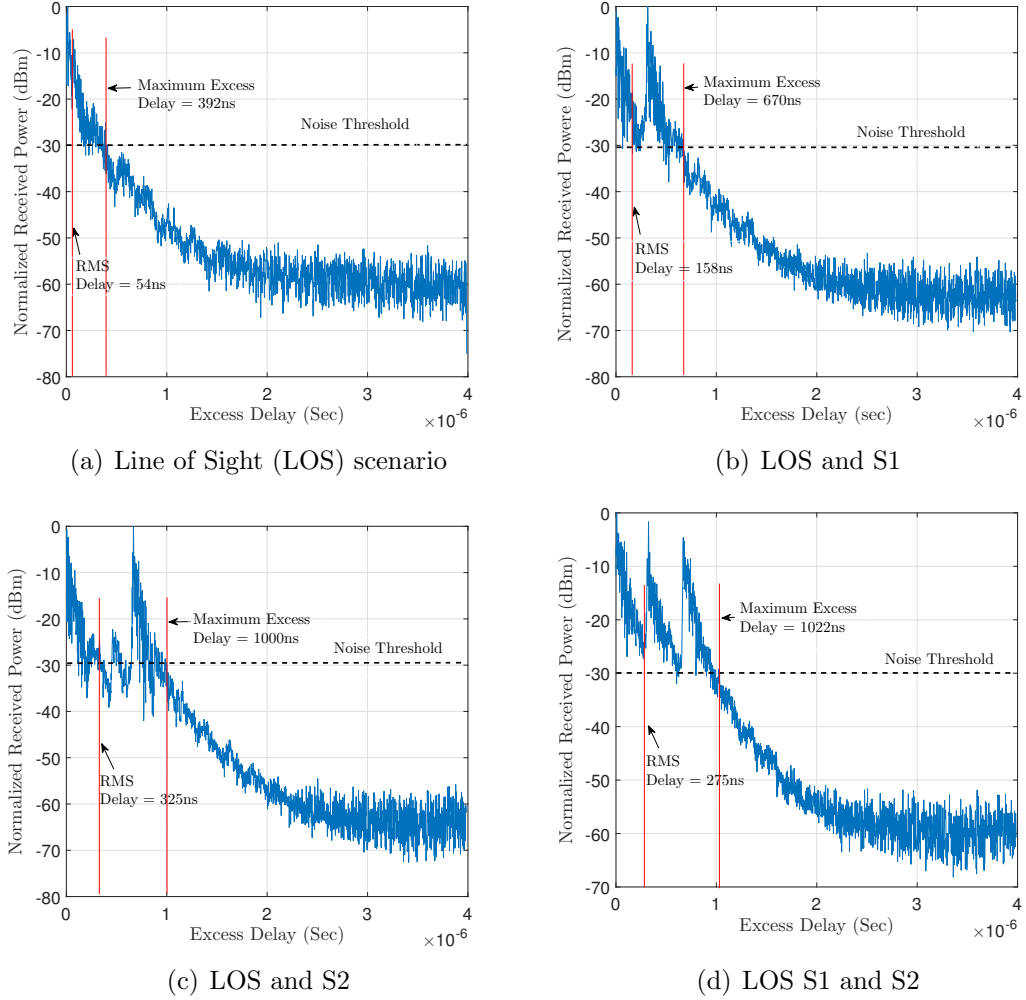 0
-10
-20
-30
-40
-50
-60
-70
-80
Normalized Received Power (dBm)
Maximum Excess
Delay = 392ns
Noise Threshold
RMS
Delay = 54ns
0
1
2
3
4
Excess Delay (Sec)
×10⁻⁶
(a) Line of Sight (LOS) scenario
0
-10
-20
-30
-40
-50
-60
-70
-80
Normalized Received Powere (dBm)
Maximum Excess
Delay = 670ns
Noise Threshold
RMS
Delay = 158ns
0
1
2
3
4
Excess Delay (sec)
×10⁻⁶
(b) LOS and S1
0
-10
-20
-30
-40
-50
-60
-70
-80
Normalized Received Power (dBm)
Maximum Excess
Delay = 1000ns
Noise Threshold
RMS
Delay = 325ns
0
1
2
3
4
Excess Delay (Sec)
×10⁻⁶
(c) LOS and S2
0
-10
-20
-30
-40
-50
-60
-70
Normalized Received Power (dBm)
Maximum Excess
Delay = 1022ns
Noise Threshold
RMS
Delay = 275ns
0
1
2
3
4
Excess Delay (Sec)
×10⁻⁶
(d) LOS S1 and S2